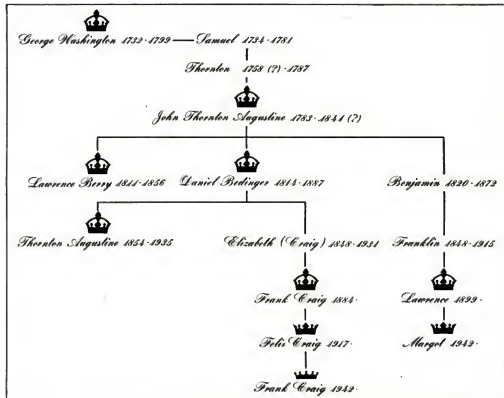 George Washington 1732-1799 — Samuel 1734-1781
Thornton 1758 (?)-1787
John Thornton Augustine 1783-1841 (?)
Lawrence Berry 1811-1856 Daniel Bedinger 1814-1887 Benjamin 1820-1872
Thornton Augustine 1854-1935 Elizabeth (Craig) 1848-1931 Franklin 1848-1915
Frank Craig 1884- Lawrence 1899-
Felix Craig 1917- Margot 1942-
Frank Craig 1942-